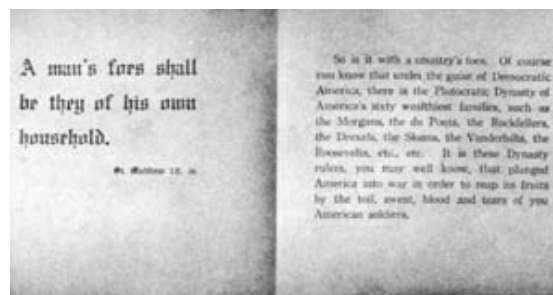 A man's foes shall
be they of his own
household.
St. Matthew 10.
So is it with a country's foes. Of course
you know that under the guise of Democratic
America, there is the Plutocratic Dynasty of
America's sixty wealthiest families, such as
the Morgans, the du Ponts, the Rockfellers,
the Drexels, the Sloans, the Vanderbilts, the
Roosevelts, etc., etc. It is these Dynasty
rulers, you may well know, that plunged
America into war in order to reap its fruits
by the toil, sweat, blood and tears of you
American soldiers.